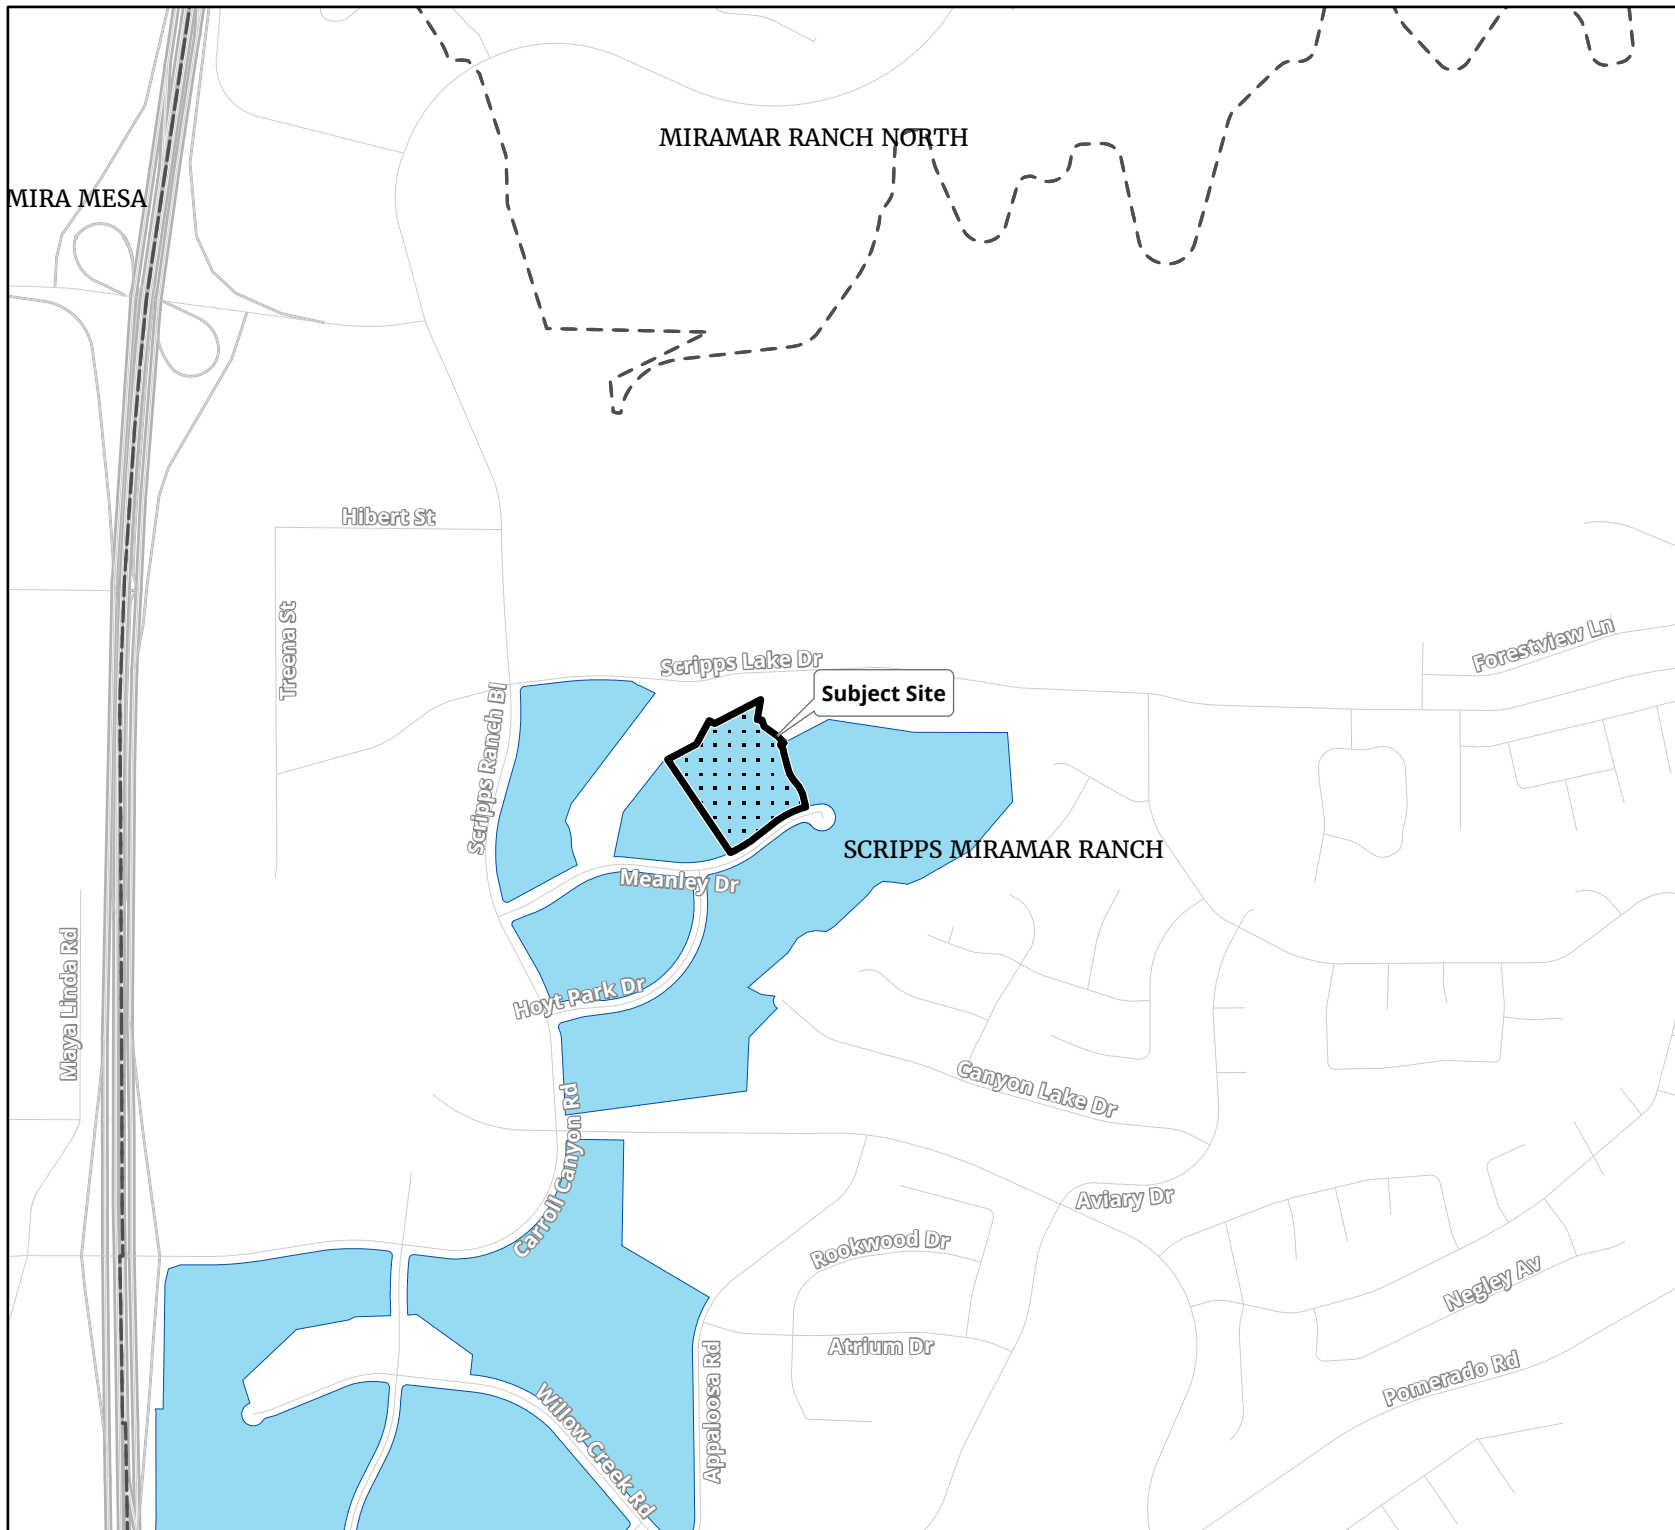 MIRAMAR RANCH NORTH
MIRA MESA
Hibert St
Treena St
Forestview Ln
Scripps Lake Dr
Subject Site
Scripps Ranch Bl
SCRIPPS MIRAMAR RANCH
Meanley Dr
Maya Linda Rd
Hoyt Park Dr
Canyon Lake Dr
Carroll Canyon Rd
Aviary Dr
Rookwood Dr
Negley Av
Atrium Dr
Pomerado Rd
Appaloosa Rd
Willow Creek Rd